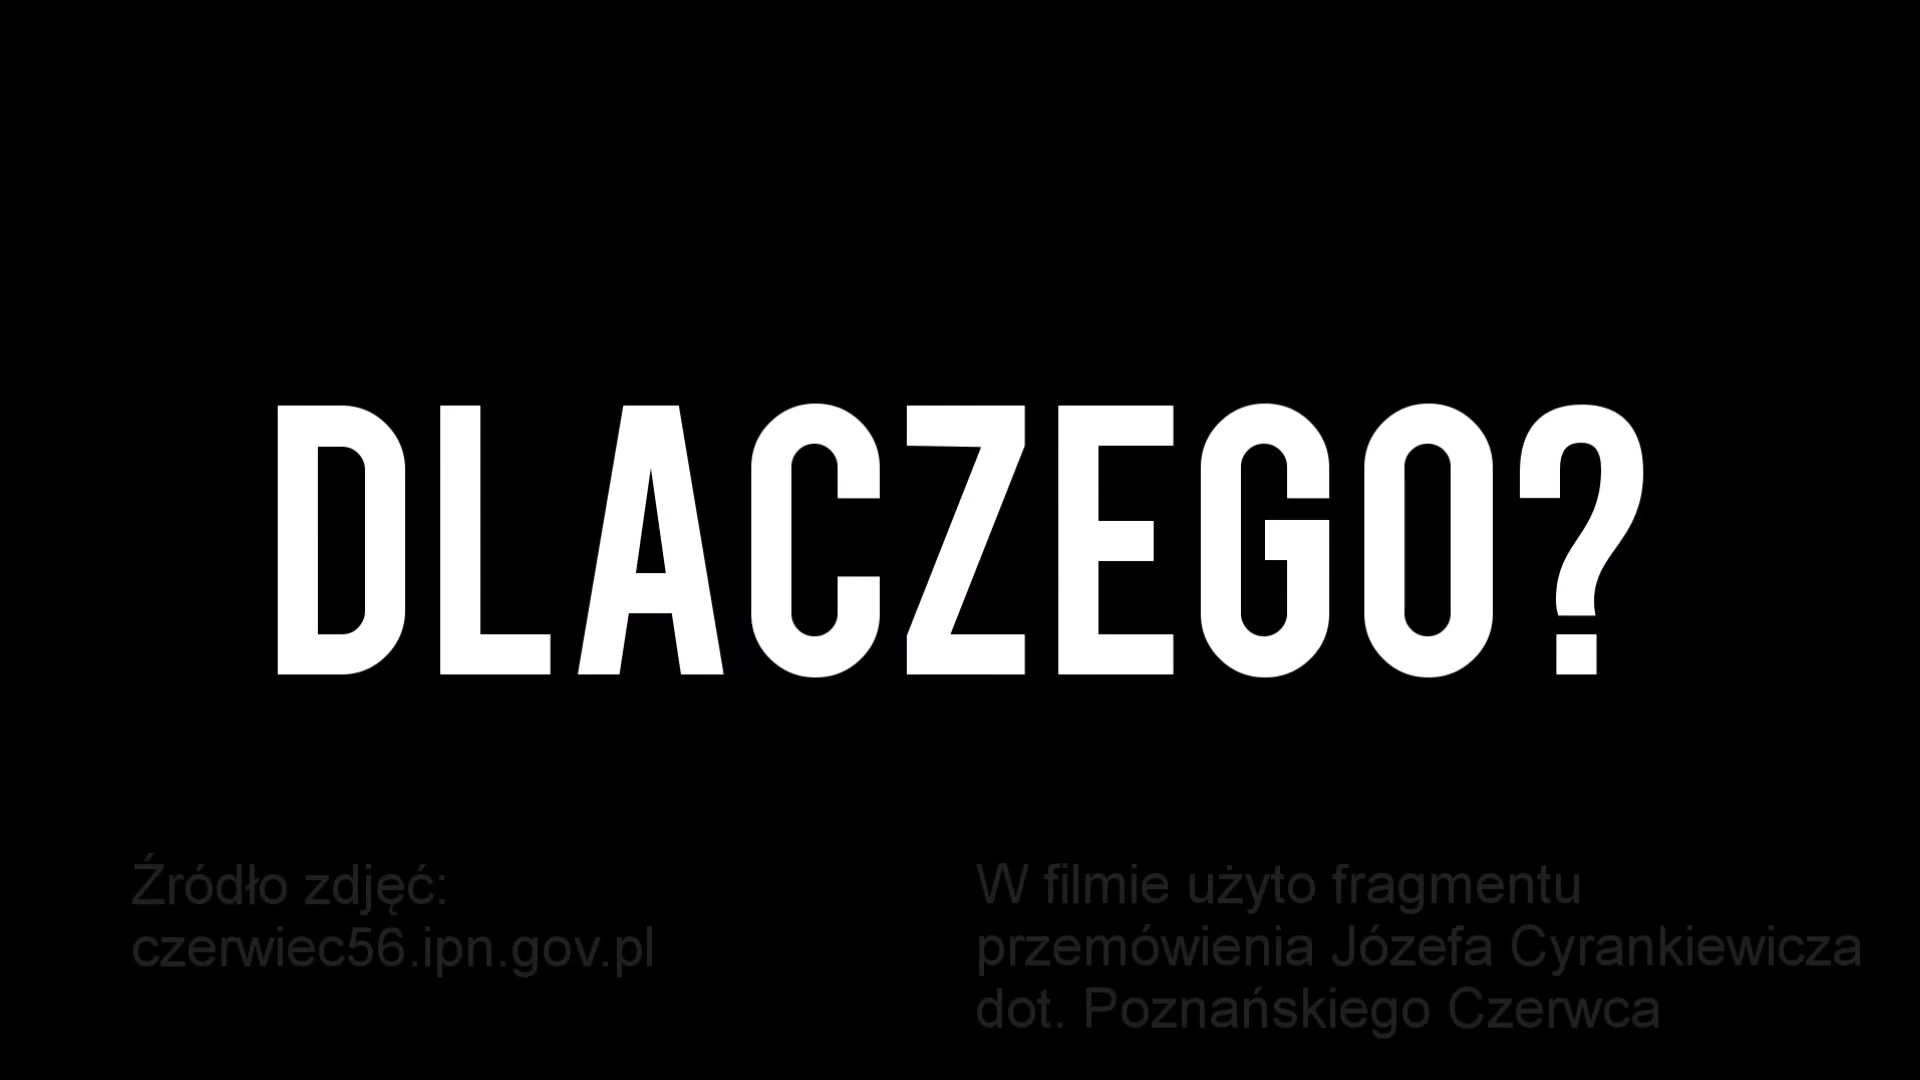 DLACZEGO?
Źródło zdjęć:
czerwiec56.ipn.gov.pl
W filmie użyto fragmentu
przemówienia Józefa Cyrankiewicza
dot. Poznańskiego Czerwca